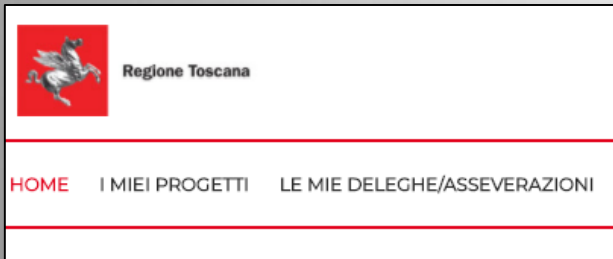 Regione Toscana
HOME I MIEI PROGETTI LE MIE DELEGHE/ASSEVERAZIONI